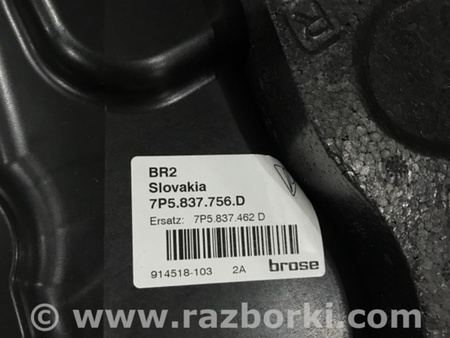 R
BR2
Slovakia
7P5.837.756.D
Ersatz: 7P5.837.462 D
914518-103 2A brose
www.razborki.com